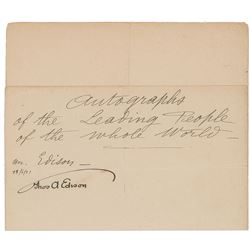 Autographs
of the Leading People
of the whole World —
Mr. Edison —
Thos A Edison